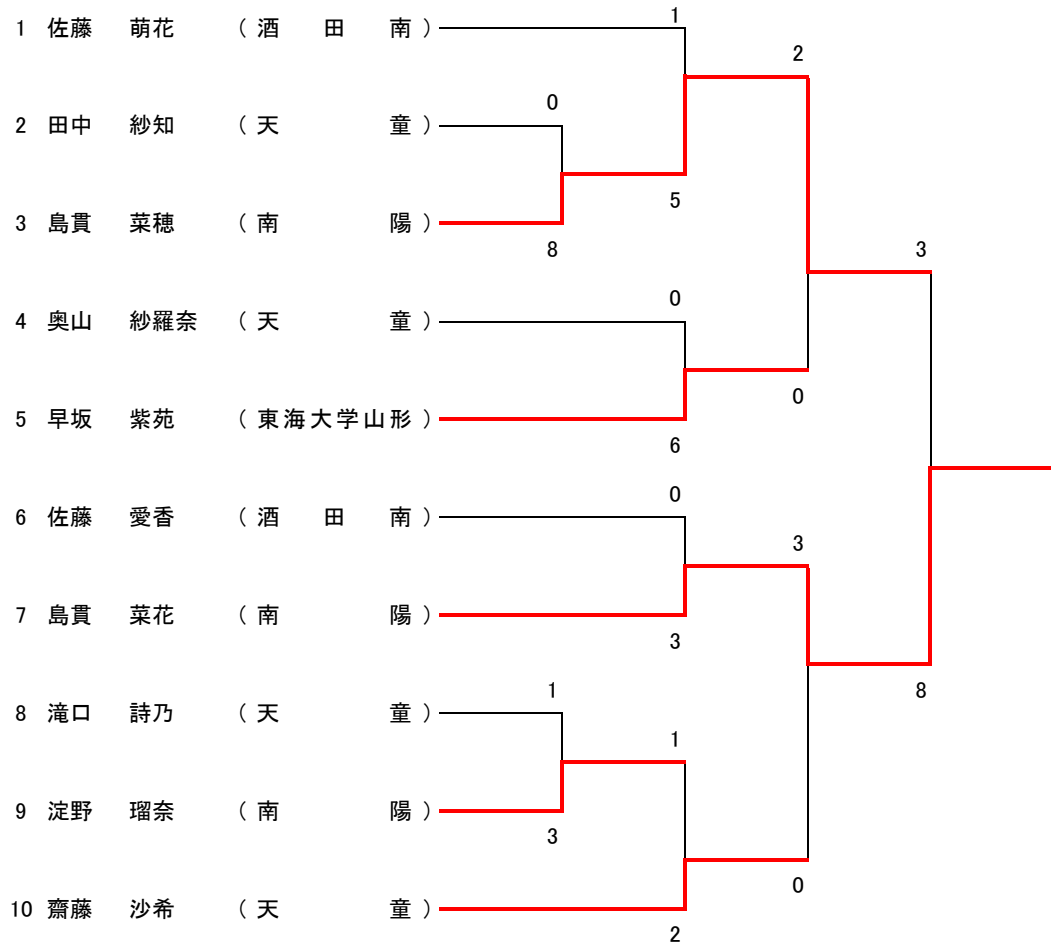 1
1 佐藤 萌花 （酒田南）
2
0
2 田中 紗知 （天童）
5
3 島貫 菜穂 （南陽）
8
3
0
4 奥山 紗羅奈 （天童）
0
5 早坂 紫苑 （東海大学山形）
6
0
6 佐藤 愛香 （酒田南）
3
7 島貫 菜花 （南陽）
3
1
8
8 滝口 詩乃 （天童）
1
9 淀野 瑠奈 （南陽）
3
0
10 齋藤 沙希 （天童）
2